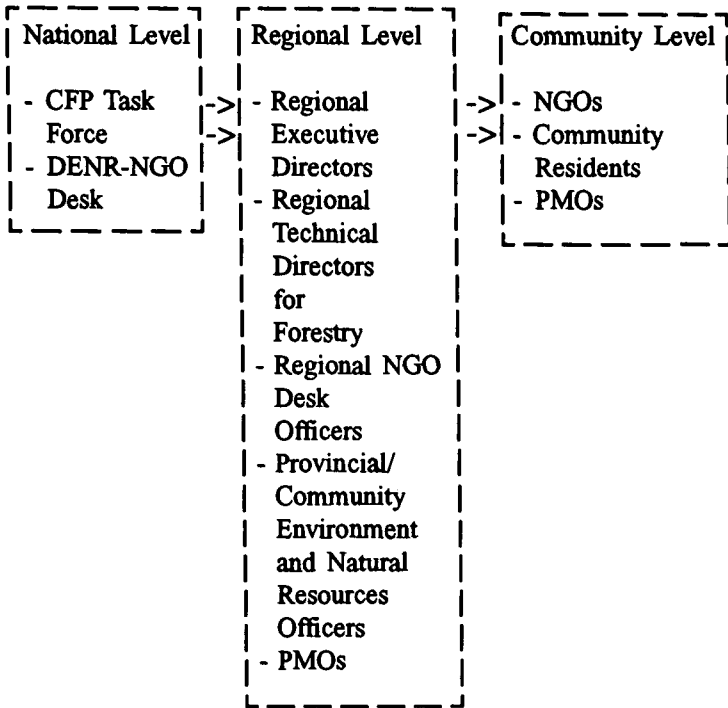 National Level
- CFP Task
Force
- DENR-NGO
Desk
->
->
Regional Level
- Regional
Executive
Directors
- Regional
Technical
Directors
for
Forestry
- Regional NGO
Desk
Officers
- Provincial/
Community
Environment
and Natural
Resources
Officers
- PMOs
->
->
Community Level
- NGOs
- Community
Residents
- PMOs